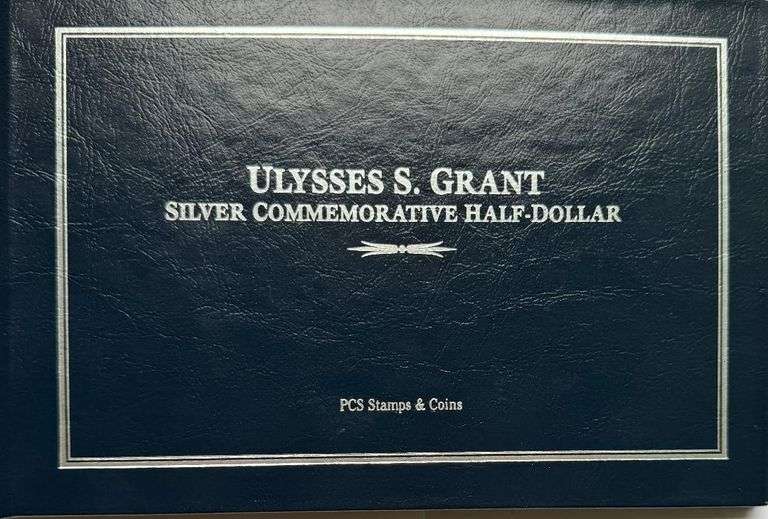 ULYSSES S. GRANT
SILVER COMMEMORATIVE HALF-DOLLAR
PCS Stamps & Coins